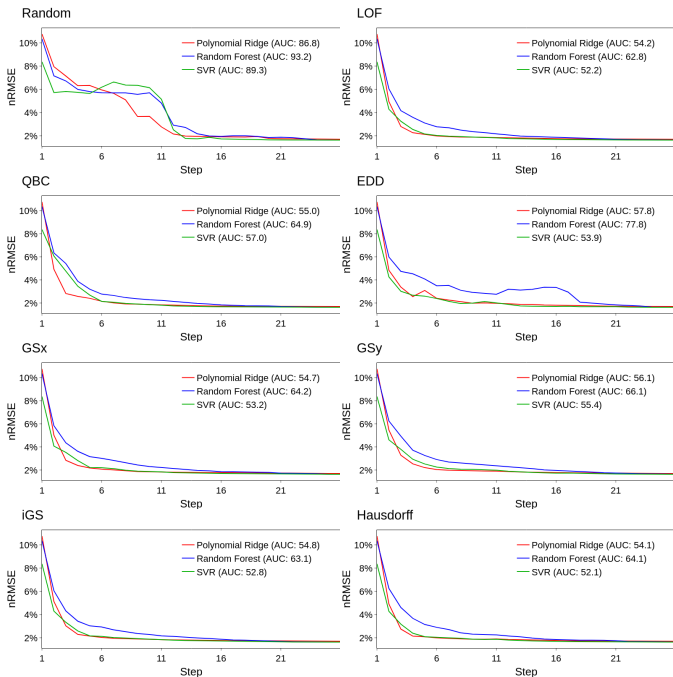 Random
nRMSE
10%
8%
6%
4%
2%
Polynomial Ridge (AUC: 86.8)
Random Forest (AUC: 93.2)
SVR (AUC: 89.3)
1 6 11 16 21
Step
LOF
nRMSE
10%
8%
6%
4%
2%
Polynomial Ridge (AUC: 54.2)
Random Forest (AUC: 62.8)
SVR (AUC: 52.2)
1 6 11 16 21
Step
QBC
nRMSE
10%
8%
6%
4%
2%
Polynomial Ridge (AUC: 55.0)
Random Forest (AUC: 64.9)
SVR (AUC: 57.0)
1 6 11 16 21
Step
EDD
nRMSE
10%
8%
6%
4%
2%
Polynomial Ridge (AUC: 57.8)
Random Forest (AUC: 77.8)
SVR (AUC: 53.9)
1 6 11 16 21
Step
GSx
nRMSE
10%
8%
6%
4%
2%
Polynomial Ridge (AUC: 54.7)
Random Forest (AUC: 64.2)
SVR (AUC: 53.2)
1 6 11 16 21
Step
GSy
nRMSE
10%
8%
6%
4%
2%
Polynomial Ridge (AUC: 56.1)
Random Forest (AUC: 66.1)
SVR (AUC: 55.4)
1 6 11 16 21
Step
iGS
nRMSE
10%
8%
6%
4%
2%
Polynomial Ridge (AUC: 54.8)
Random Forest (AUC: 63.1)
SVR (AUC: 52.8)
1 6 11 16 21
Step
Hausdorff
nRMSE
10%
8%
6%
4%
2%
Polynomial Ridge (AUC: 54.1)
Random Forest (AUC: 64.1)
SVR (AUC: 52.1)
1 6 11 16 21
Step